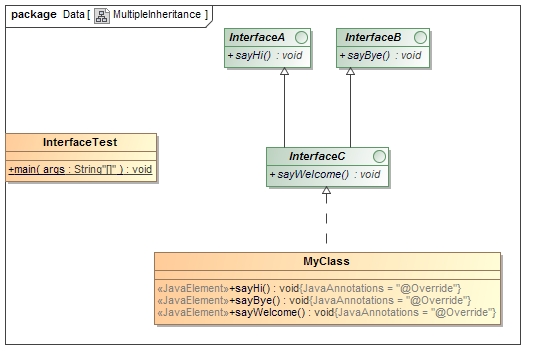 package Data [ MultipleInheritance ]
InterfaceA
+sayHi() : void
InterfaceB
+sayBye() : void
InterfaceTest
+main( args : String"[]" ) : void
InterfaceC
+sayWelcome() : void
MyClass
«JavaElement»+sayHi() : void{JavaAnnotations = "@Override"}
«JavaElement»+sayBye() : void{JavaAnnotations = "@Override"}
«JavaElement»+sayWelcome() : void{JavaAnnotations = "@Override"}